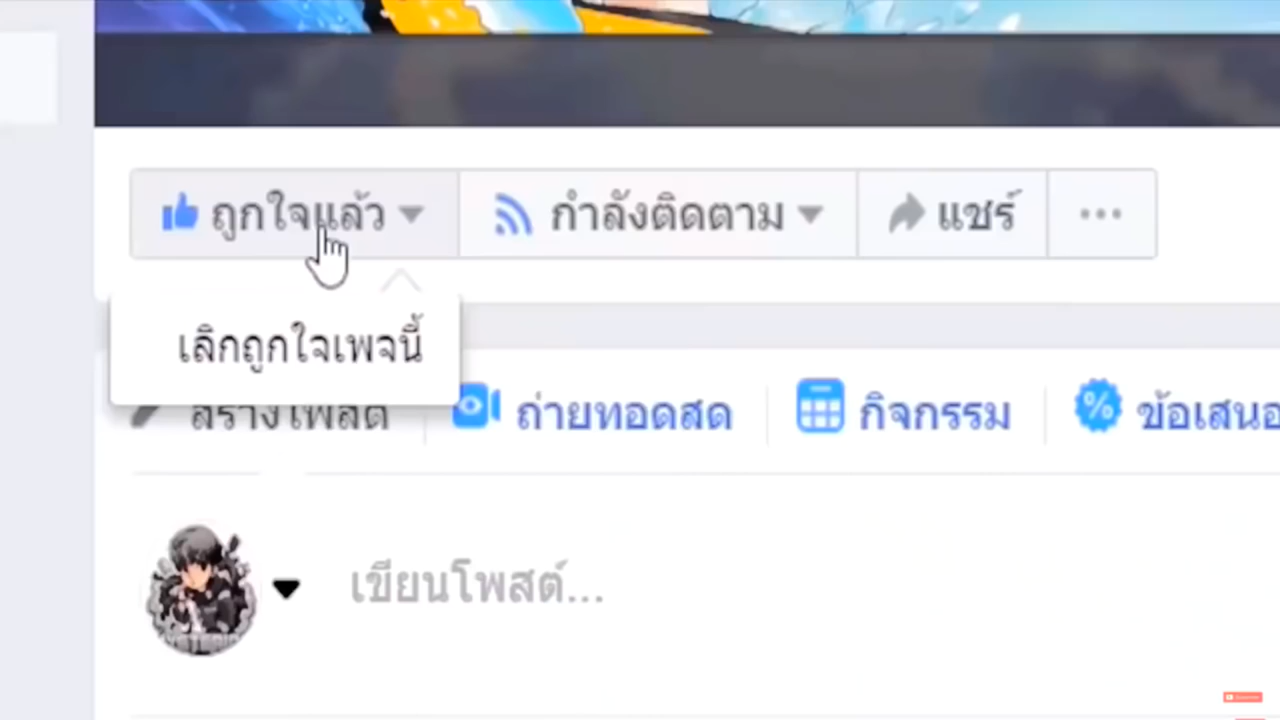 ถูกใจแล้ว กำลังติดตาม แชร์
เลิกถูกใจเพจนี้
สร้างโพสต์ ถ่ายทอดสด กิจกรรม ข้อเสนอ
เขียนโพสต์...